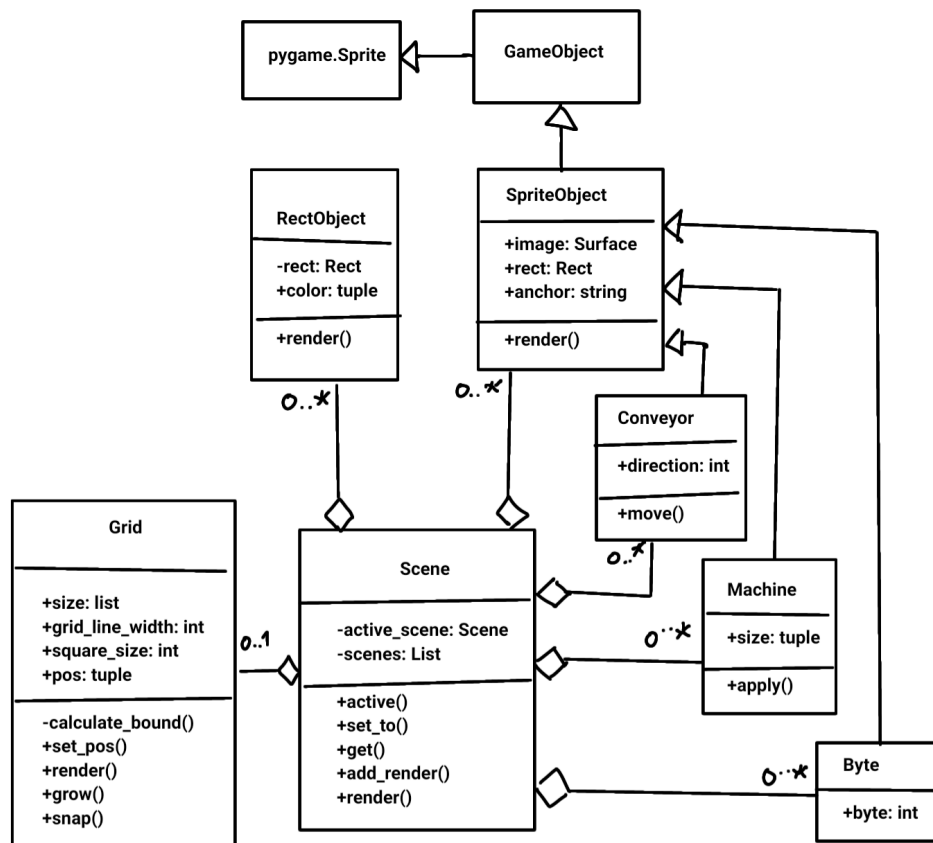 pygame.Sprite
GameObject
RectObject
-rect: Rect
+color: tuple
+render()
0..*
SpriteObject
+image: Surface
+rect: Rect
+anchor: string
+render()
0..*
Conveyor
+direction: int
+move()
0..*
Grid
+size: list
+grid_line_width: int
+square_size: int
+pos: tuple
-calculate_bound()
+set_pos()
+render()
+grow()
+snap()
0..1
Scene
-active_scene: Scene
-scenes: List
+active()
+set_to()
+get()
+add_render()
+render()
Machine
+size: tuple
+apply()
0..*
Byte
+byte: int
0..*